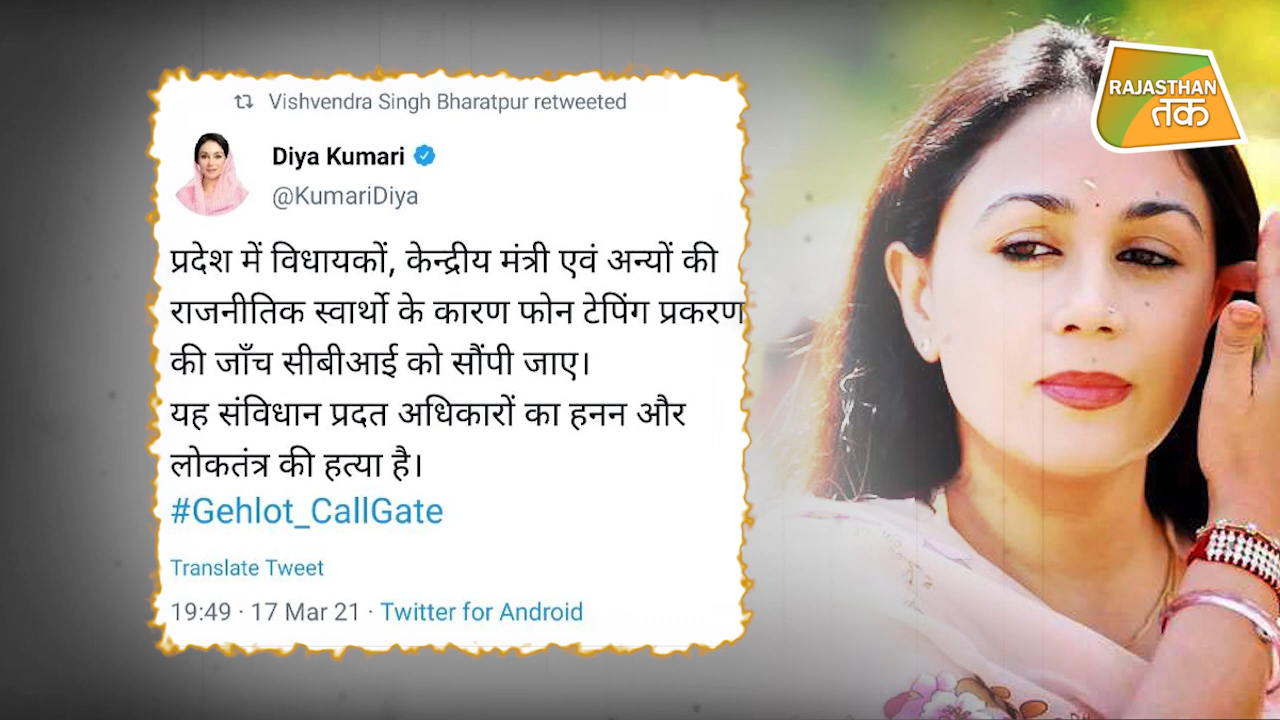 Vishvendra Singh Bharatpur retweeted
Diya Kumari
@KumariDiya
प्रदेश में विधायकों, केन्द्रीय मंत्री एवं अन्यों की
राजनीतिक स्वार्थो के कारण फोन टेपिंग प्रकरण
की जाँच सीबीआई को सौंपी जाए।
यह संविधान प्रदत अधिकारों का हनन और
लोकतंत्र की हत्या है।
#Gehlot_CallGate
Translate Tweet
19:49 · 17 Mar 21 · Twitter for Android
RAJASTHAN
तक